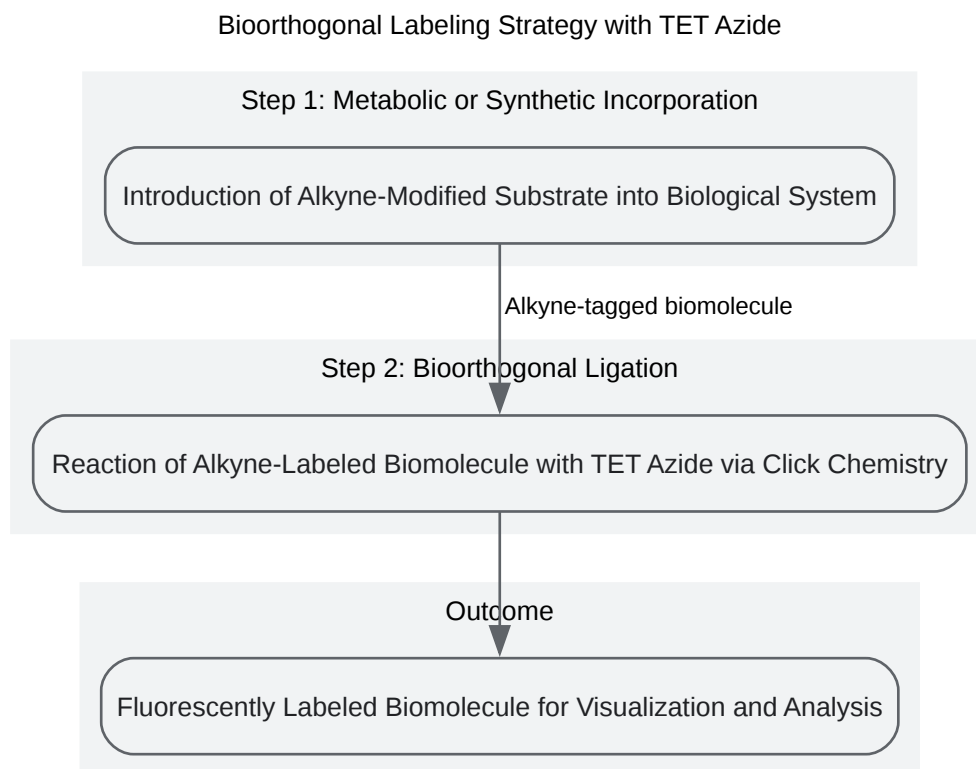 Bioorthogonal Labeling Strategy with TET Azide
Step 1: Metabolic or Synthetic Incorporation
Introduction of Alkyne-Modified Substrate into Biological System
Alkyne-tagged biomolecule
Step 2: Bioorthogonal Ligation
Reaction of Alkyne-Labeled Biomolecule with TET Azide via Click Chemistry
Outcome
Fluorescently Labeled Biomolecule for Visualization and Analysis